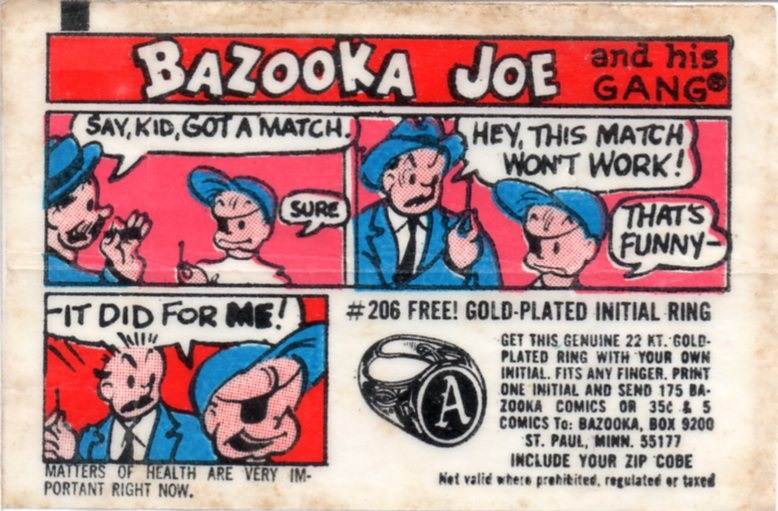 BAZOOKA JOE
and his
GANG®
SAY, KID, GOT A MATCH.
SURE
HEY, THIS MATCH
WON'T WORK!
THAT'S
FUNNY-
-IT DID FOR ME!
MATTERS OF HEALTH ARE VERY IM-
PORTANT RIGHT NOW.
#206 FREE! GOLD-PLATED INITIAL RING
A
GET THIS GENUINE 22 KT. GOLD-
PLATED RING WITH YOUR OWN
INITIAL. FITS ANY FINGER. PRINT
ONE INITIAL AND SEND 175 BA-
ZOOKA COMICS OR 35¢ & 5
COMICS To: BAZOOKA, BOX 9200
ST. PAUL, MINN. 55177
INCLUDE YOUR ZIP CODE
Not valid where prohibited, regulated or taxed